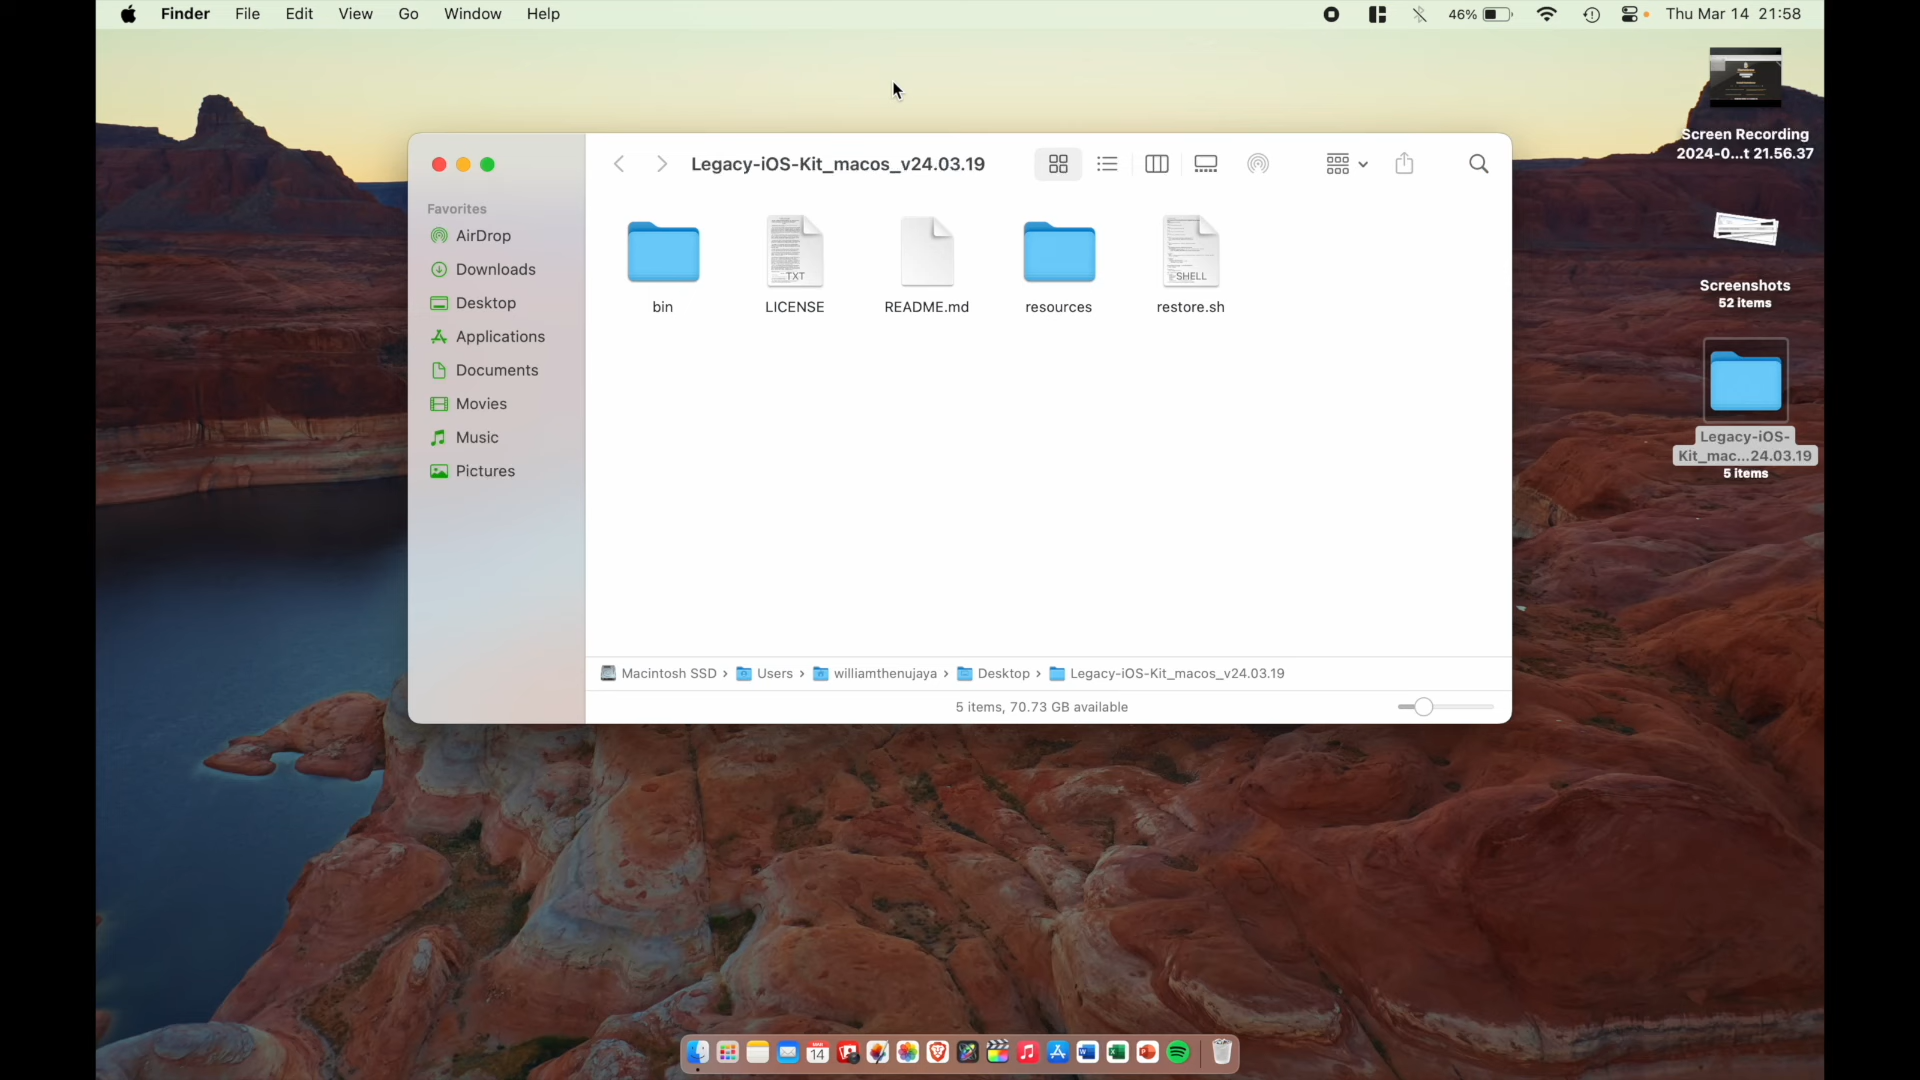 Finder File Edit View Go Window Help 46% Thu Mar 14 21:58
Legacy-iOS-Kit_macos_v24.03.19
Favorites
AirDrop
Downloads
Desktop
Applications
Documents
Movies
Music
Pictures
TXT
SHELL
bin LICENSE README.md resources restore.sh
Macintosh SSD › Users › williamthenujaya › Desktop › Legacy-iOS-Kit_macos_v24.03.19
5 items, 70.73 GB available
Screen Recording
2024-0...t 21.56.37
Screenshots
52 items
Legacy-iOS-
Kit_mac...24.03.19
5 items
MAR
14